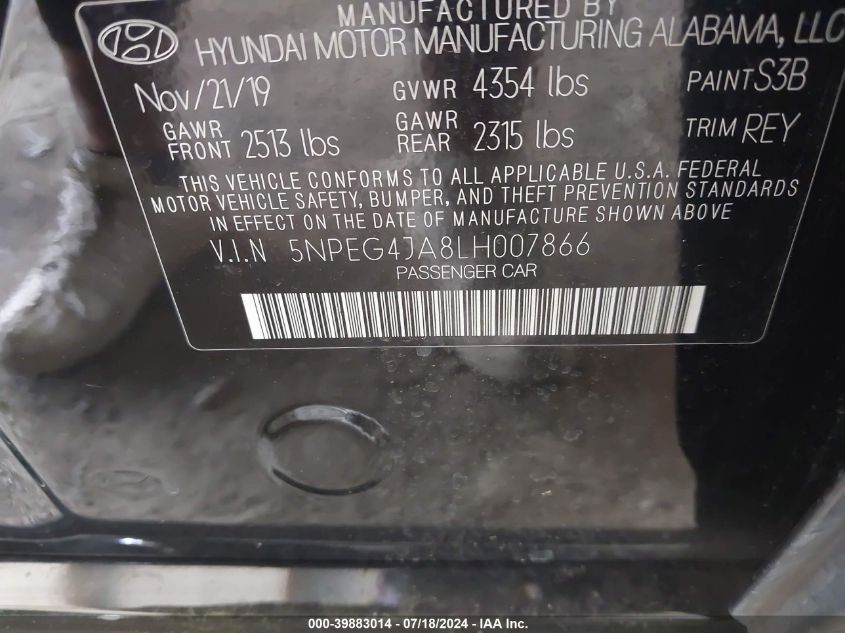 MANUFACTURED BY
HYUNDAI MOTOR MANUFACTURING ALABAMA, LLC
Nov/21/19 GVWR 4354 lbs PAINT S3B
GAWR FRONT 2513 lbs GAWR REAR 2315 lbs TRIM REY
THIS VEHICLE CONFORMS TO ALL APPLICABLE U.S.A. FEDERAL
MOTOR VEHICLE SAFETY, BUMPER, AND THEFT PREVENTION STANDARDS
IN EFFECT ON THE DATE OF MANUFACTURE SHOWN ABOVE
V.I.N 5NPEG4JA8LH007866
PASSENGER CAR
000-39883014 - 07/18/2024 - IAA Inc.